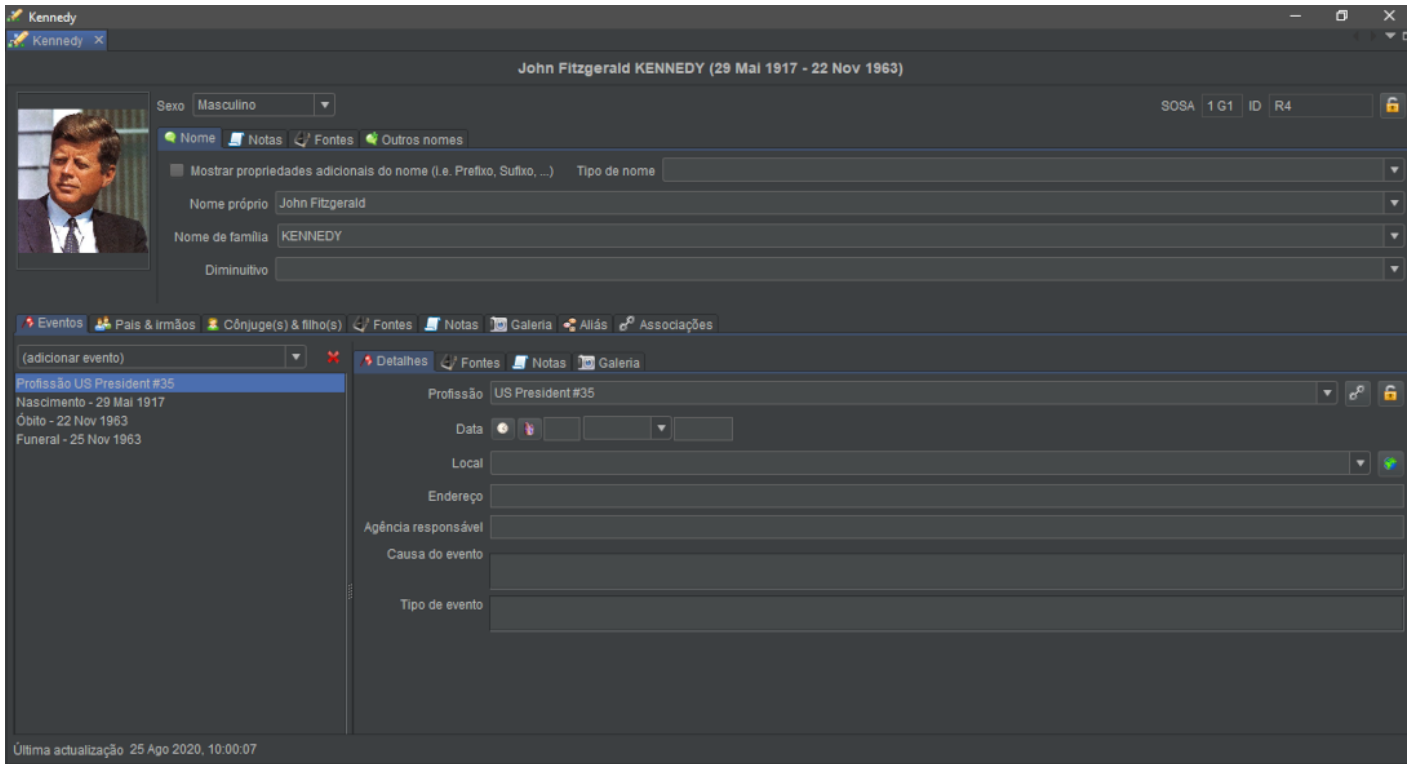 Kennedy
Kennedy
John Fitzgerald KENNEDY (29 Mai 1917 - 22 Nov 1963)
Sexo Masculino SOSA 1 G1 ID R4
Nome Notas Fontes Outros nomes
Mostrar propriedades adicionais do nome (i.e. Prefixo, Sufixo, ...) Tipo de nome
Nome próprio John Fitzgerald
Nome de família KENNEDY
Diminuitivo
Eventos Pais & irmãos Cônjuge(s) & filho(s) Fontes Notas Galeria Aliás Associações
(adicionar evento)
Detalhes Fontes Notas Galeria
Profissão US President #35
Nascimento - 29 Mai 1917
Óbito - 22 Nov 1963
Funeral - 25 Nov 1963
Profissão US President #35
Data
Local
Endereço
Agência responsável
Causa do evento
Tipo de evento
Última actualização 25 Ago 2020, 10:00:07